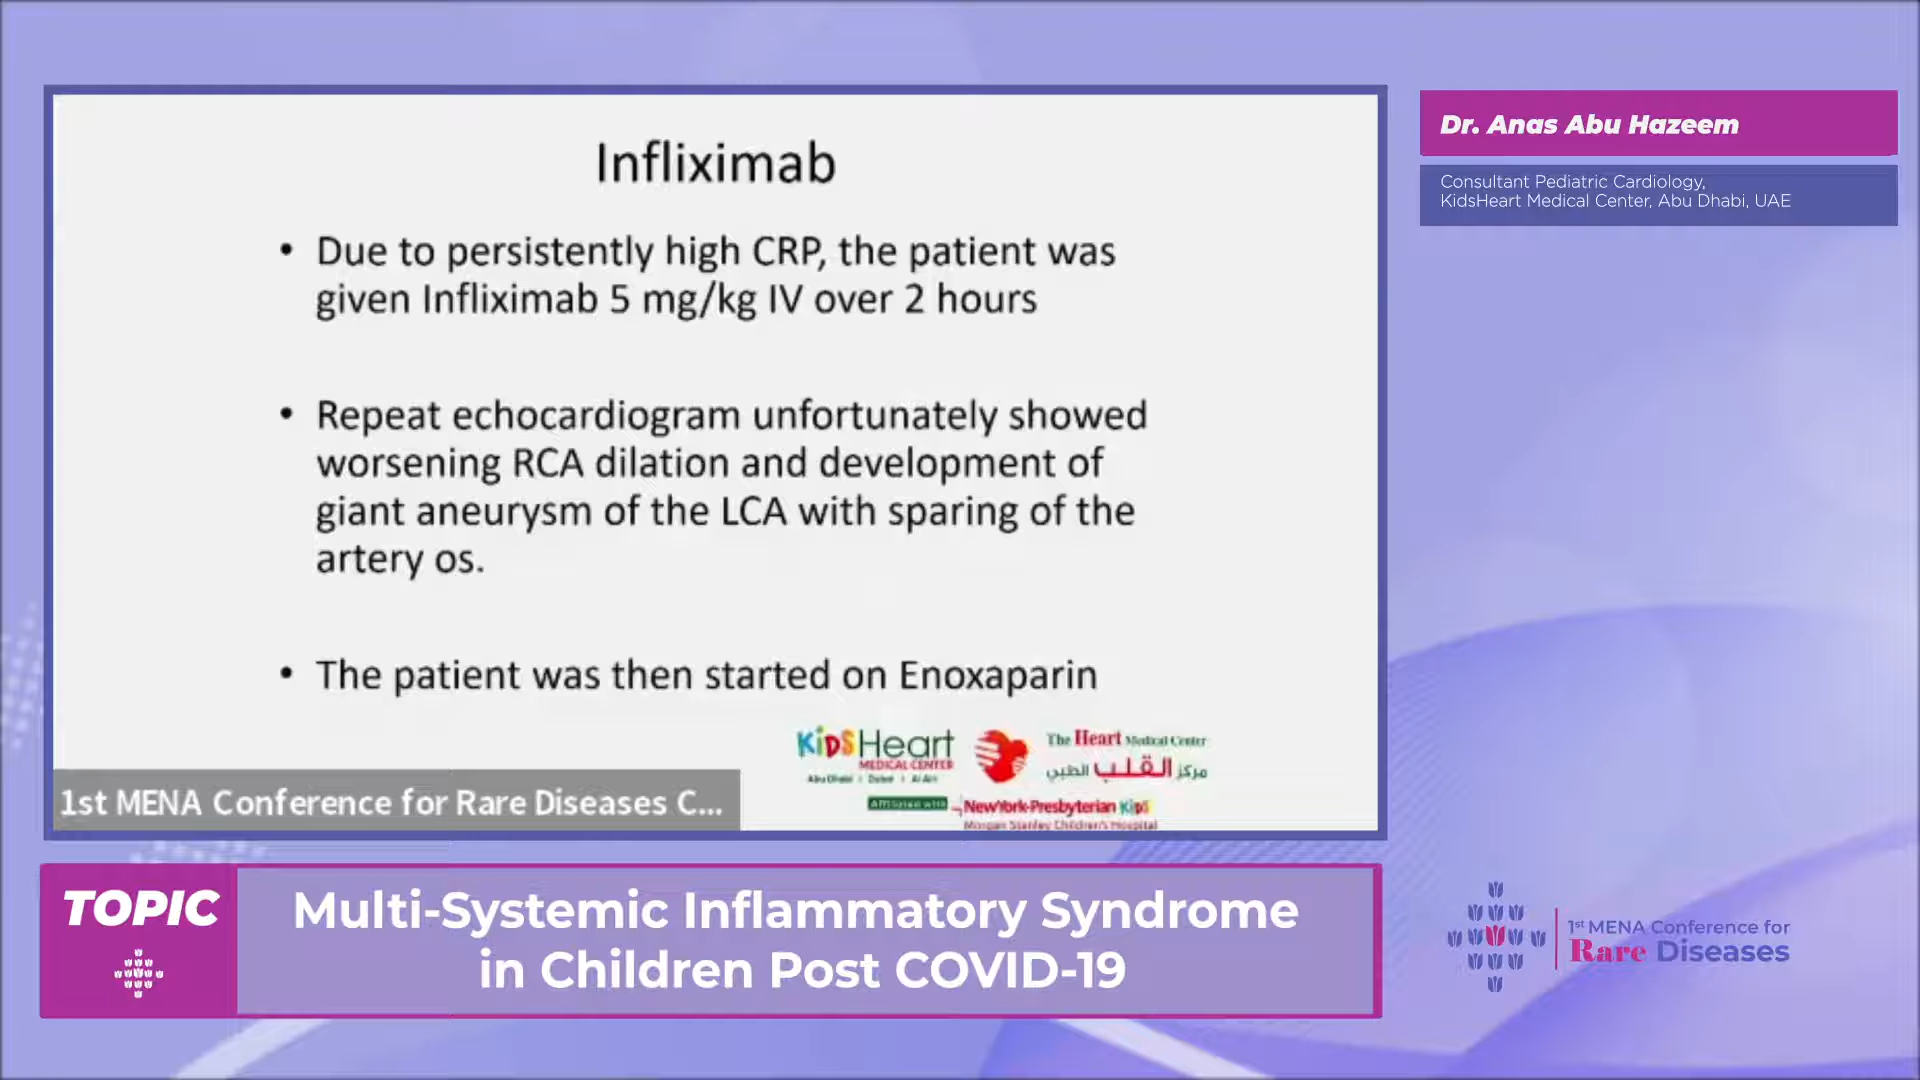 Infliximab
• Due to persistently high CRP, the patient was
given Infliximab 5 mg/kg IV over 2 hours
• Repeat echocardiogram unfortunately showed
worsening RCA dilation and development of
giant aneurysm of the LCA with sparing of the
artery os.
• The patient was then started on Enoxaparin
KiDS Heart
MEDICAL CENTER
Abu Dhabi | Dubai | Al Ain
The Heart Medical Center
مركز القلب الطبي
Affiliated with
NewYork-Presbyterian Kids
Morgan Stanley Children's Hospital
1st MENA Conference for Rare Diseases C...
Dr. Anas Abu Hazeem
Consultant Pediatric Cardiology,
KidsHeart Medical Center, Abu Dhabi, UAE
TOPIC
Multi-Systemic Inflammatory Syndrome
in Children Post COVID-19
1st MENA Conference for
Rare Diseases